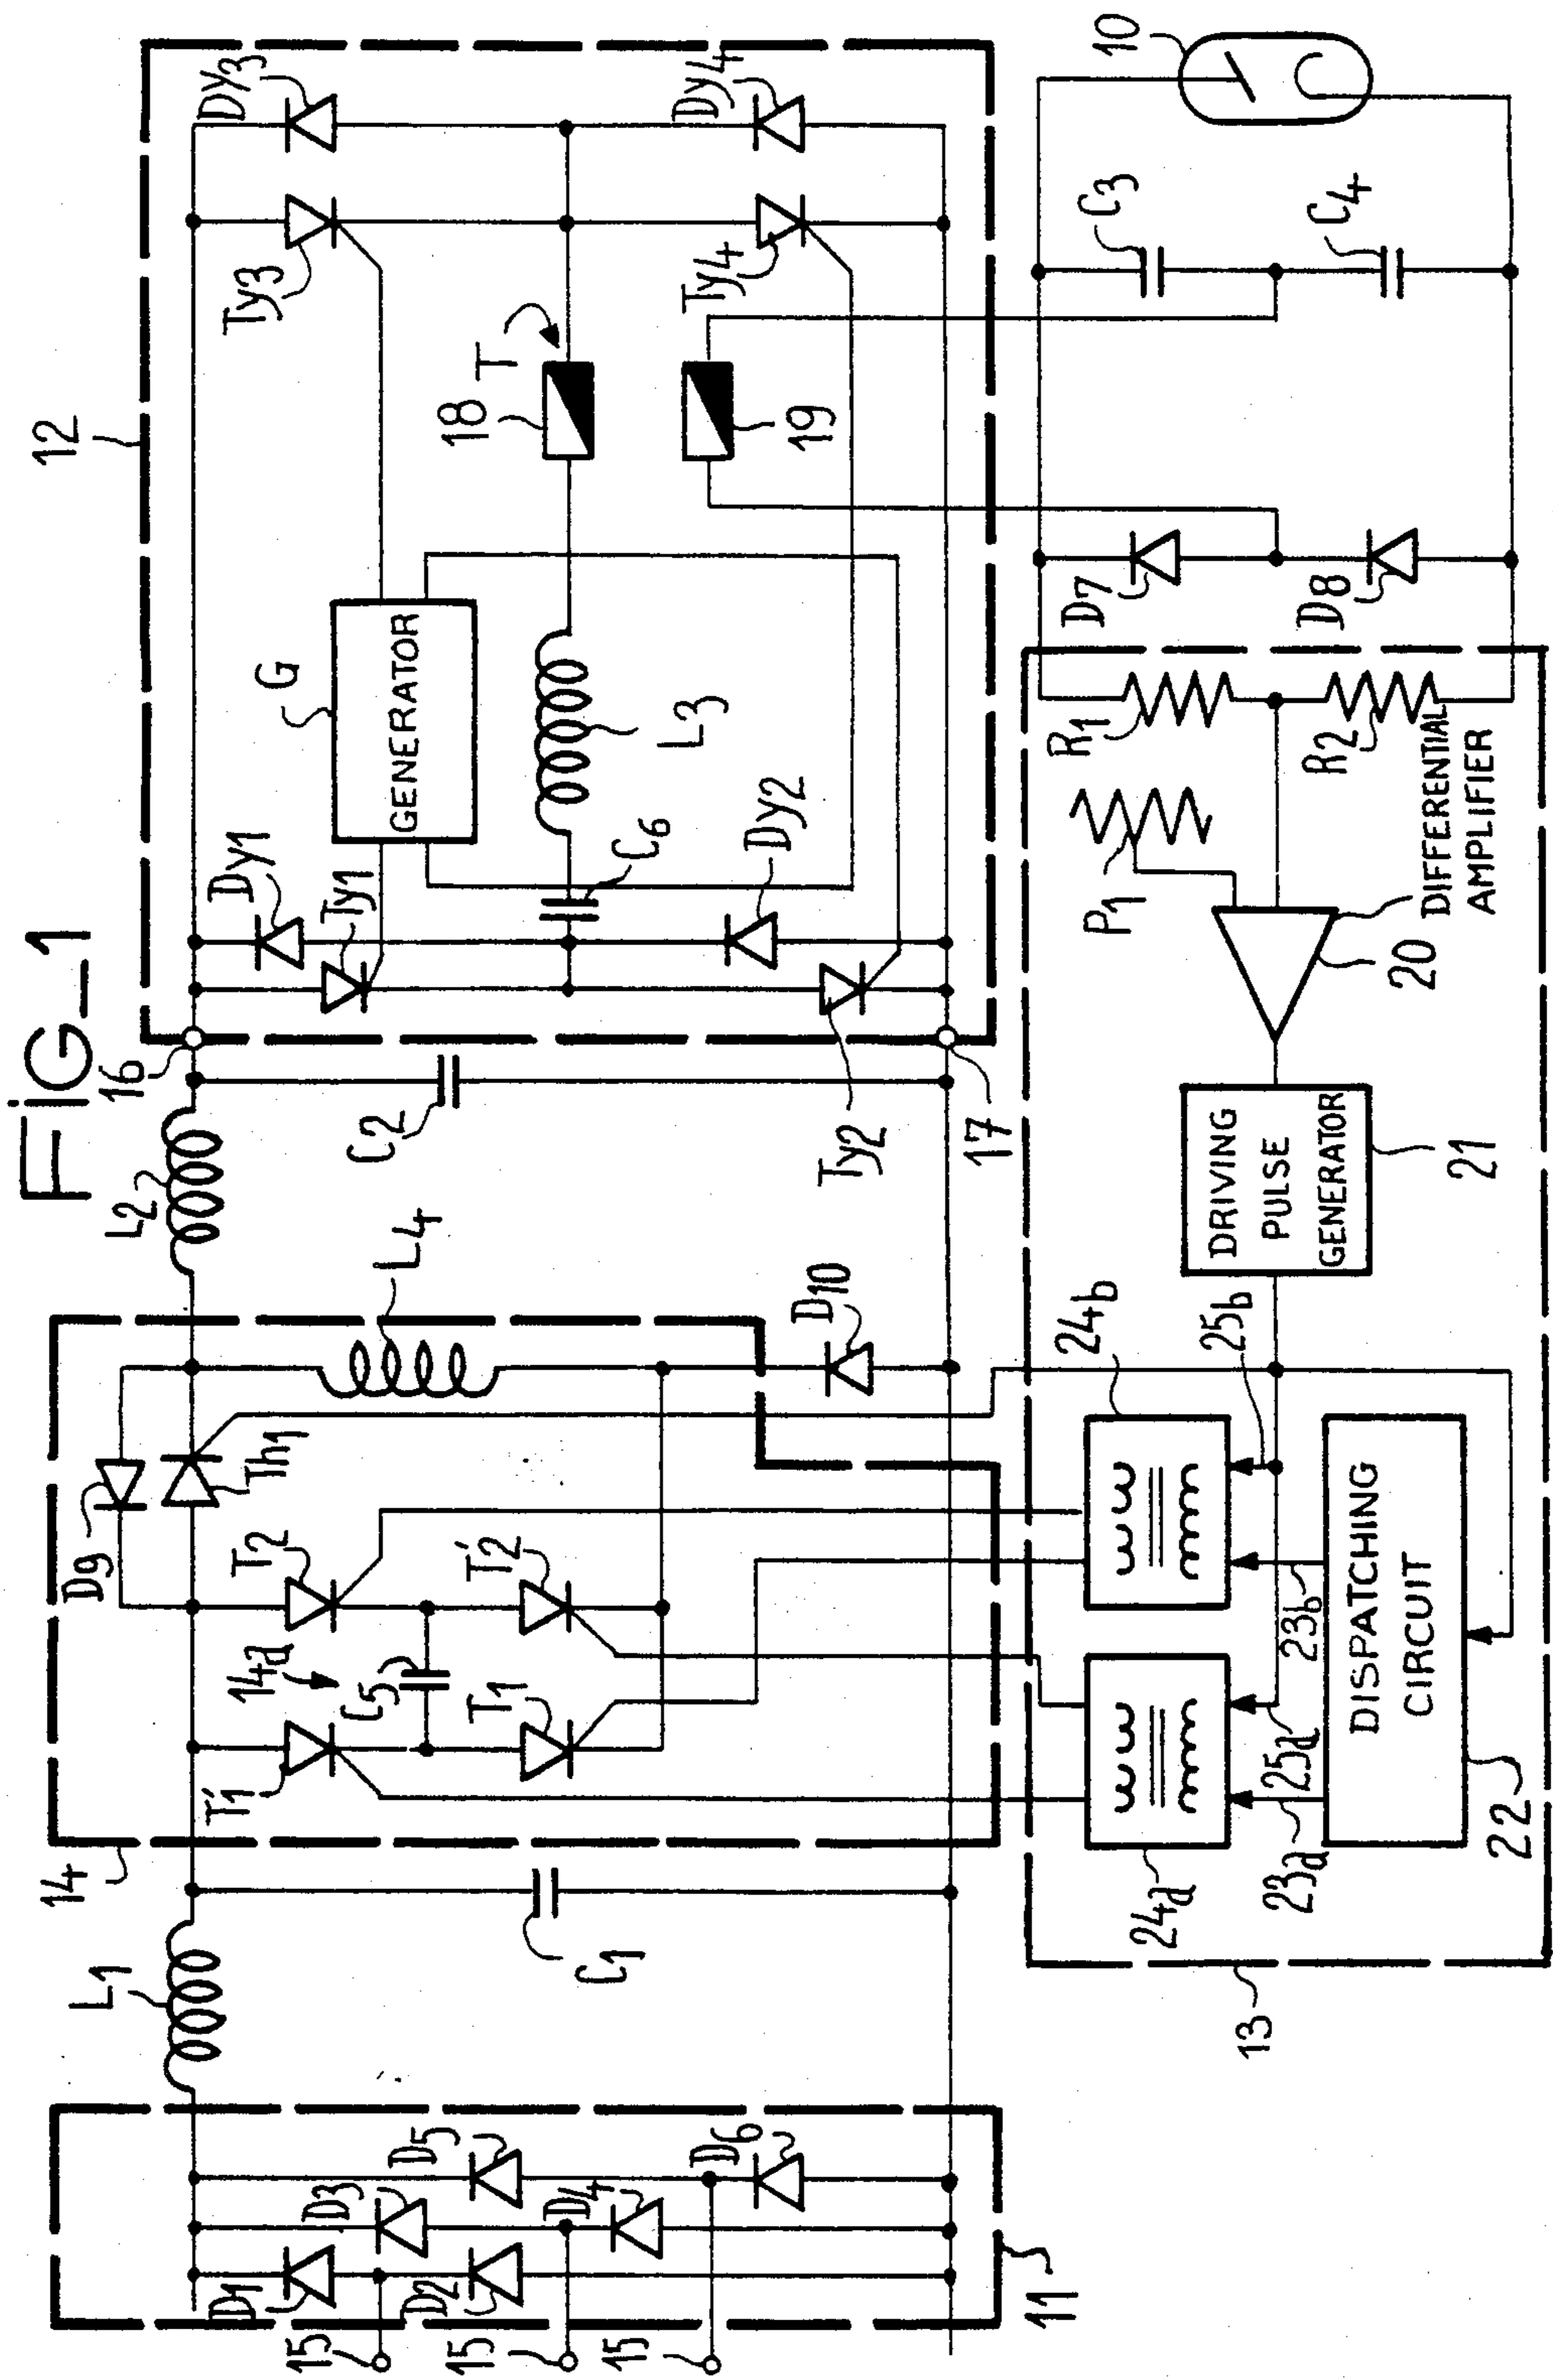 FiG_1
12
16
L2
L4
14
L1
D9
Th1
T2
T'2
14a
C5
T'1
T1
D10
C2
C1
Dy1
Ty1
G
GENERATOR
Ty3
Dy3
T
18
19
L3
C6
Dy2
Ty2
17
Ty4
Dy4
10
C3
C4
D7
D8
R1
R2
P1
DIFFERENTIAL
AMPLIFIER
20
DRIVING
PULSE
GENERATOR
21
24b
25b
23b
24a
25a
23a
DISPATCHING
CIRCUIT
22
13
D5
D6
D3
D4
D1
D2
15
15
15
11